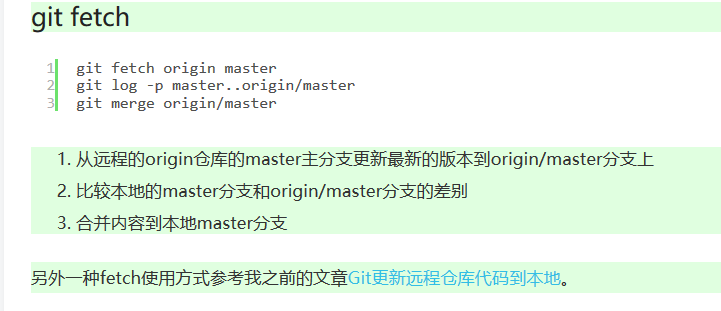 git fetch
1 git fetch origin master
2 git log -p master..origin/master
3 git merge origin/master
1. 从远程的origin仓库的master主分支更新最新的版本到origin/master分支上
2. 比较本地的master分支和origin/master分支的差别
3. 合并内容到本地master分支
另外一种fetch使用方式参考我之前的文章Git更新远程仓库代码到本地。